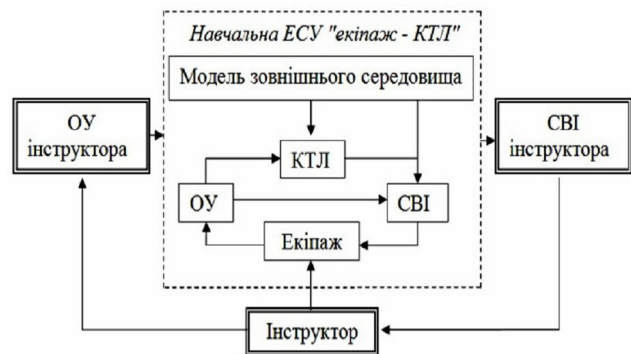 Навчальна ЕСУ "екіпаж - КТЛ"
Модель зовнішнього середовища
ОУ
інструктора
КТЛ
СВІ
інструктора
ОУ
СВІ
Екіпаж
Інструктор